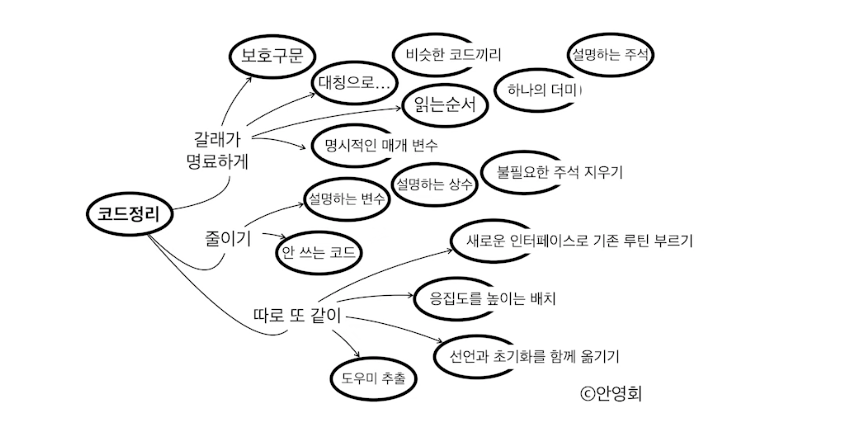 보호구문
비슷한 코드끼리
설명하는 주석
대칭으로...
하나의 더미
읽는순서
갈래가
명료하게
명시적인 매개 변수
불필요한 주석 지우기
설명하는 변수
설명하는 상수
코드정리
줄이기
안 쓰는 코드
새로운 인터페이스로 기존 루틴 부르기
응집도를 높이는 배치
따로 또 같이
선언과 초기화를 함께 옮기기
도우미 추출
ⓒ안영회